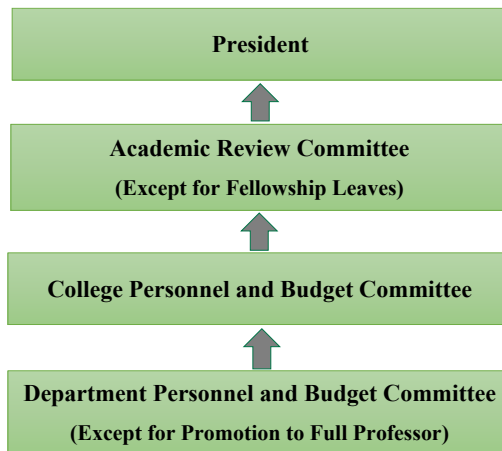 President
Academic Review Committee
(Except for Fellowship Leaves)
College Personnel and Budget Committee
Department Personnel and Budget Committee
(Except for Promotion to Full Professor)